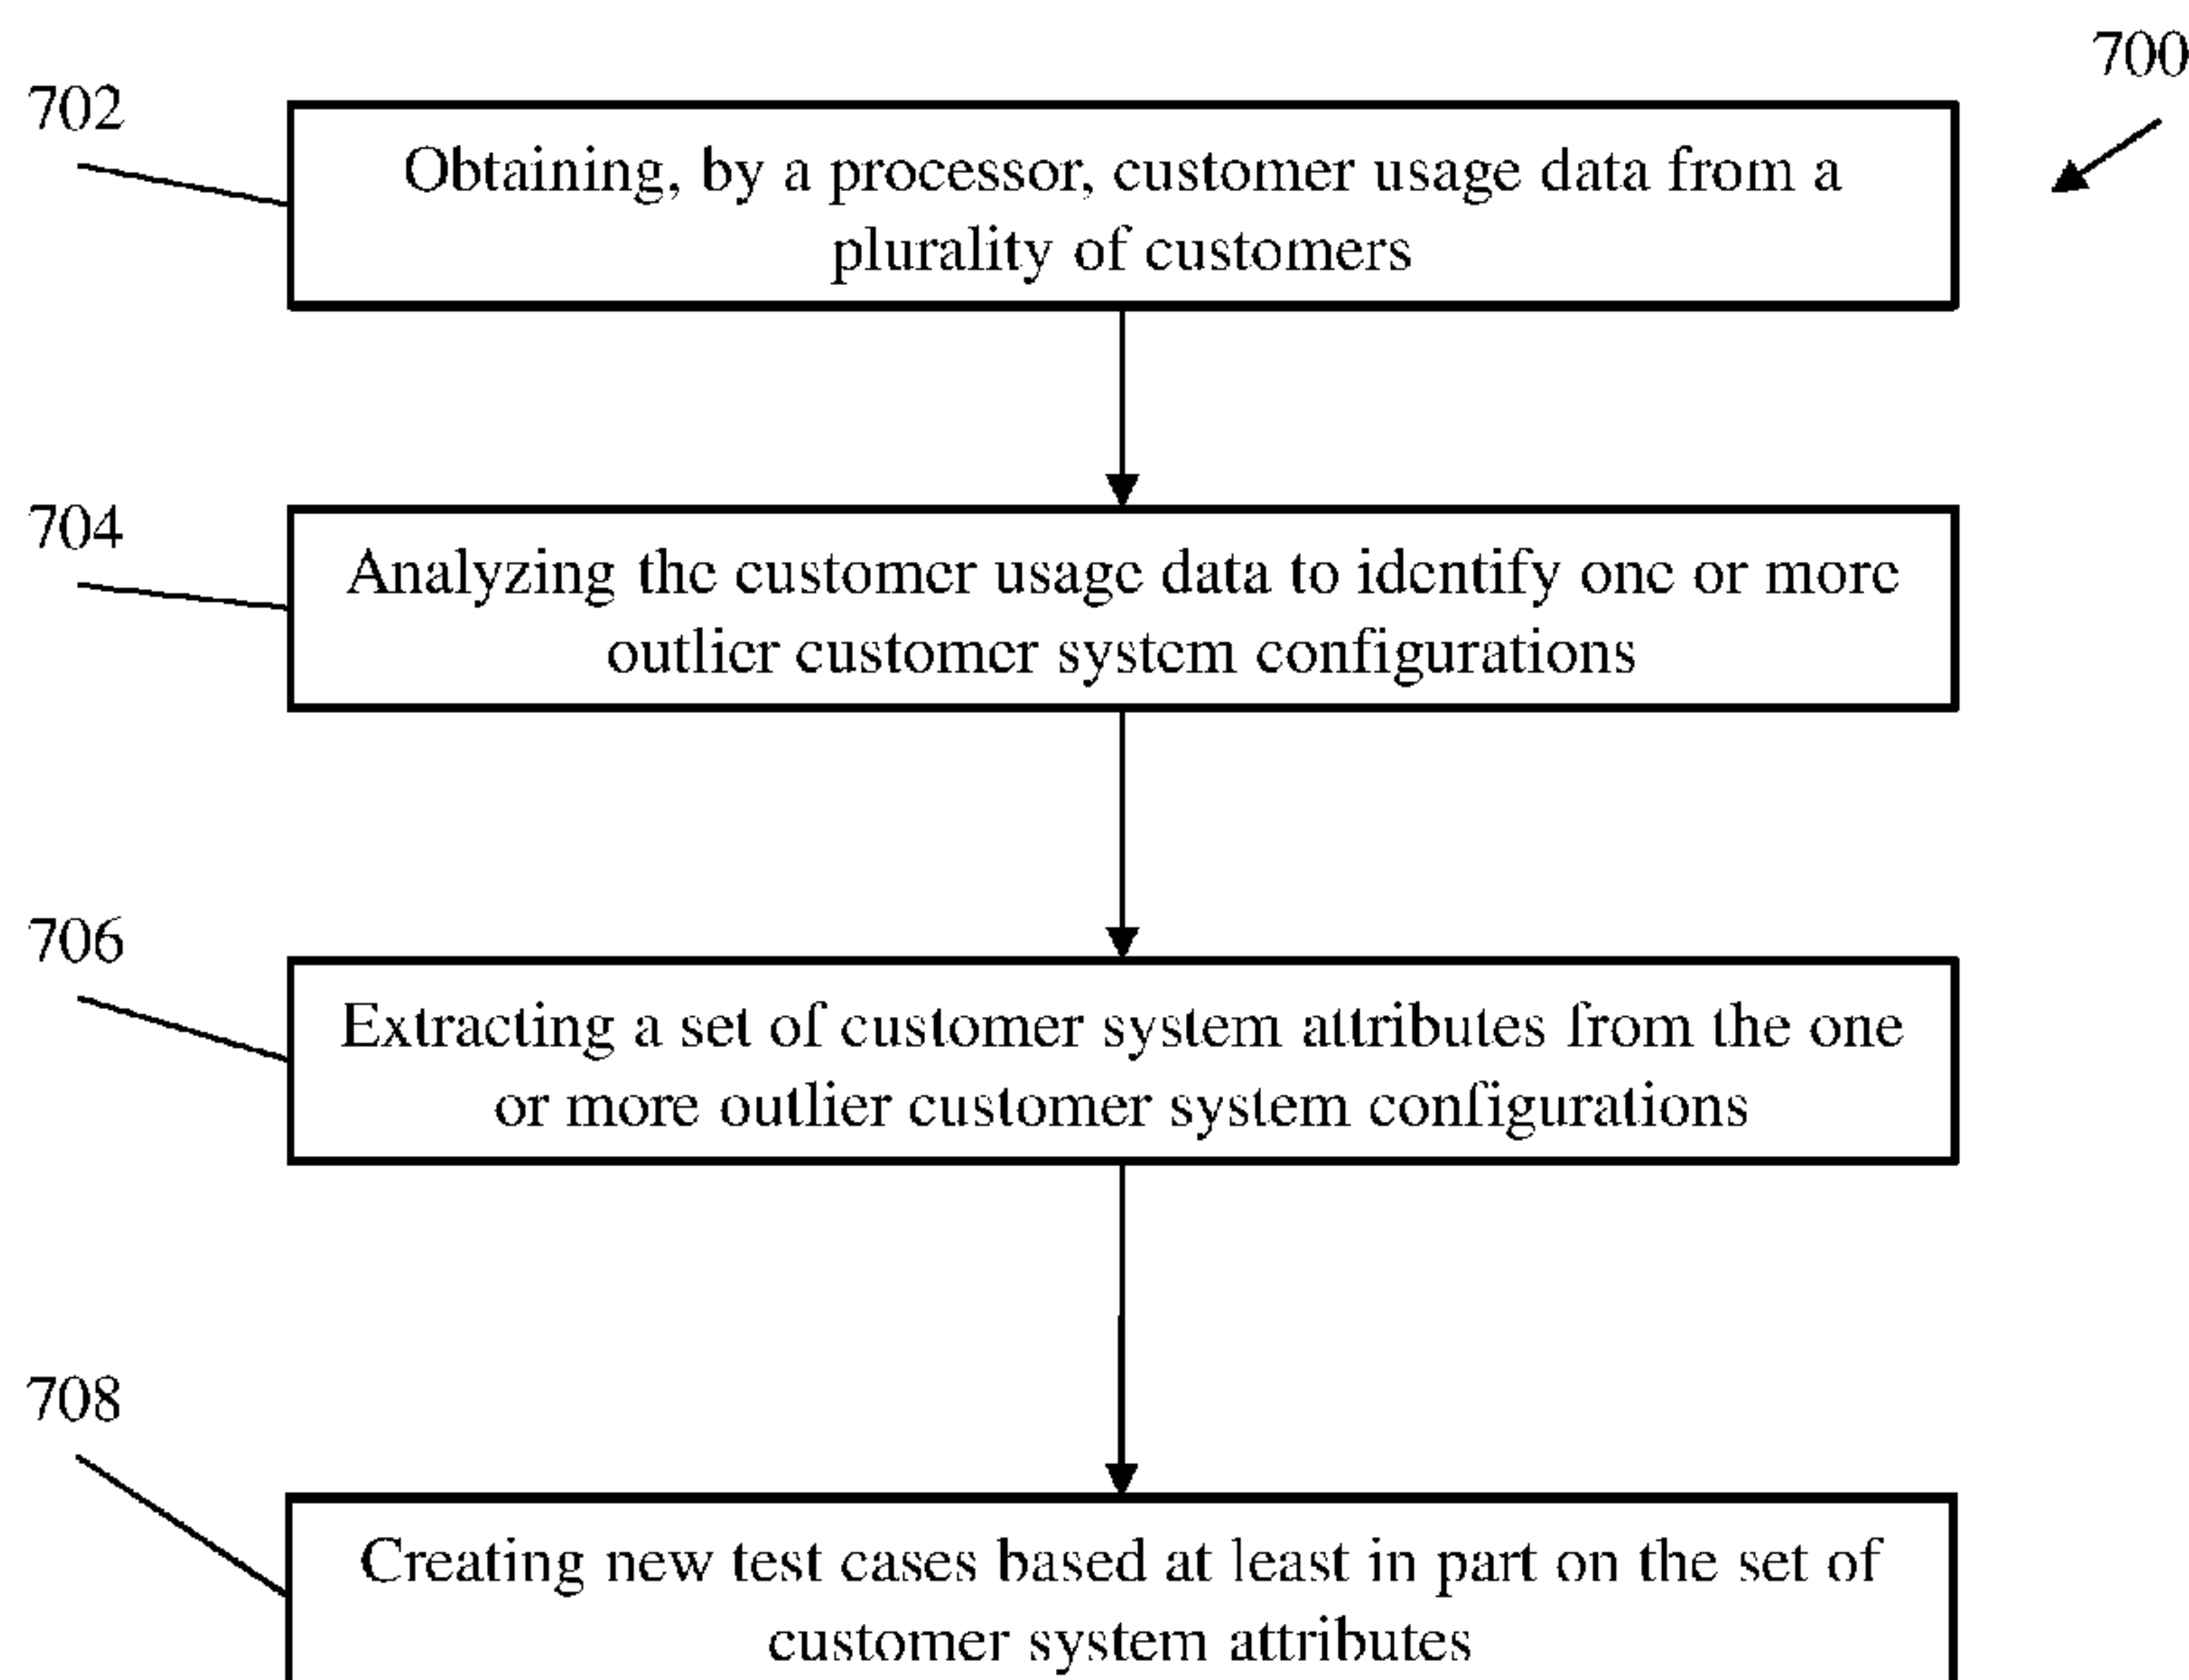 700
702
Obtaining, by a processor, customer usage data from a
plurality of customers
704
Analyzing the customer usage data to identify one or more
outlier customer system configurations
706
Extracting a set of customer system attributes from the one
or more outlier customer system configurations
708
Creating new test cases based at least in part on the set of
customer system attributes